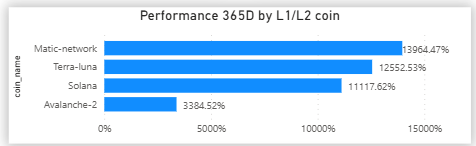 Performance 365D by L1/L2 coin
coin_name
Matic-network
13964.47%
Terra-luna
12552.53%
Solana
11117.62%
Avalanche-2
3384.52%
0%
5000%
10000%
15000%